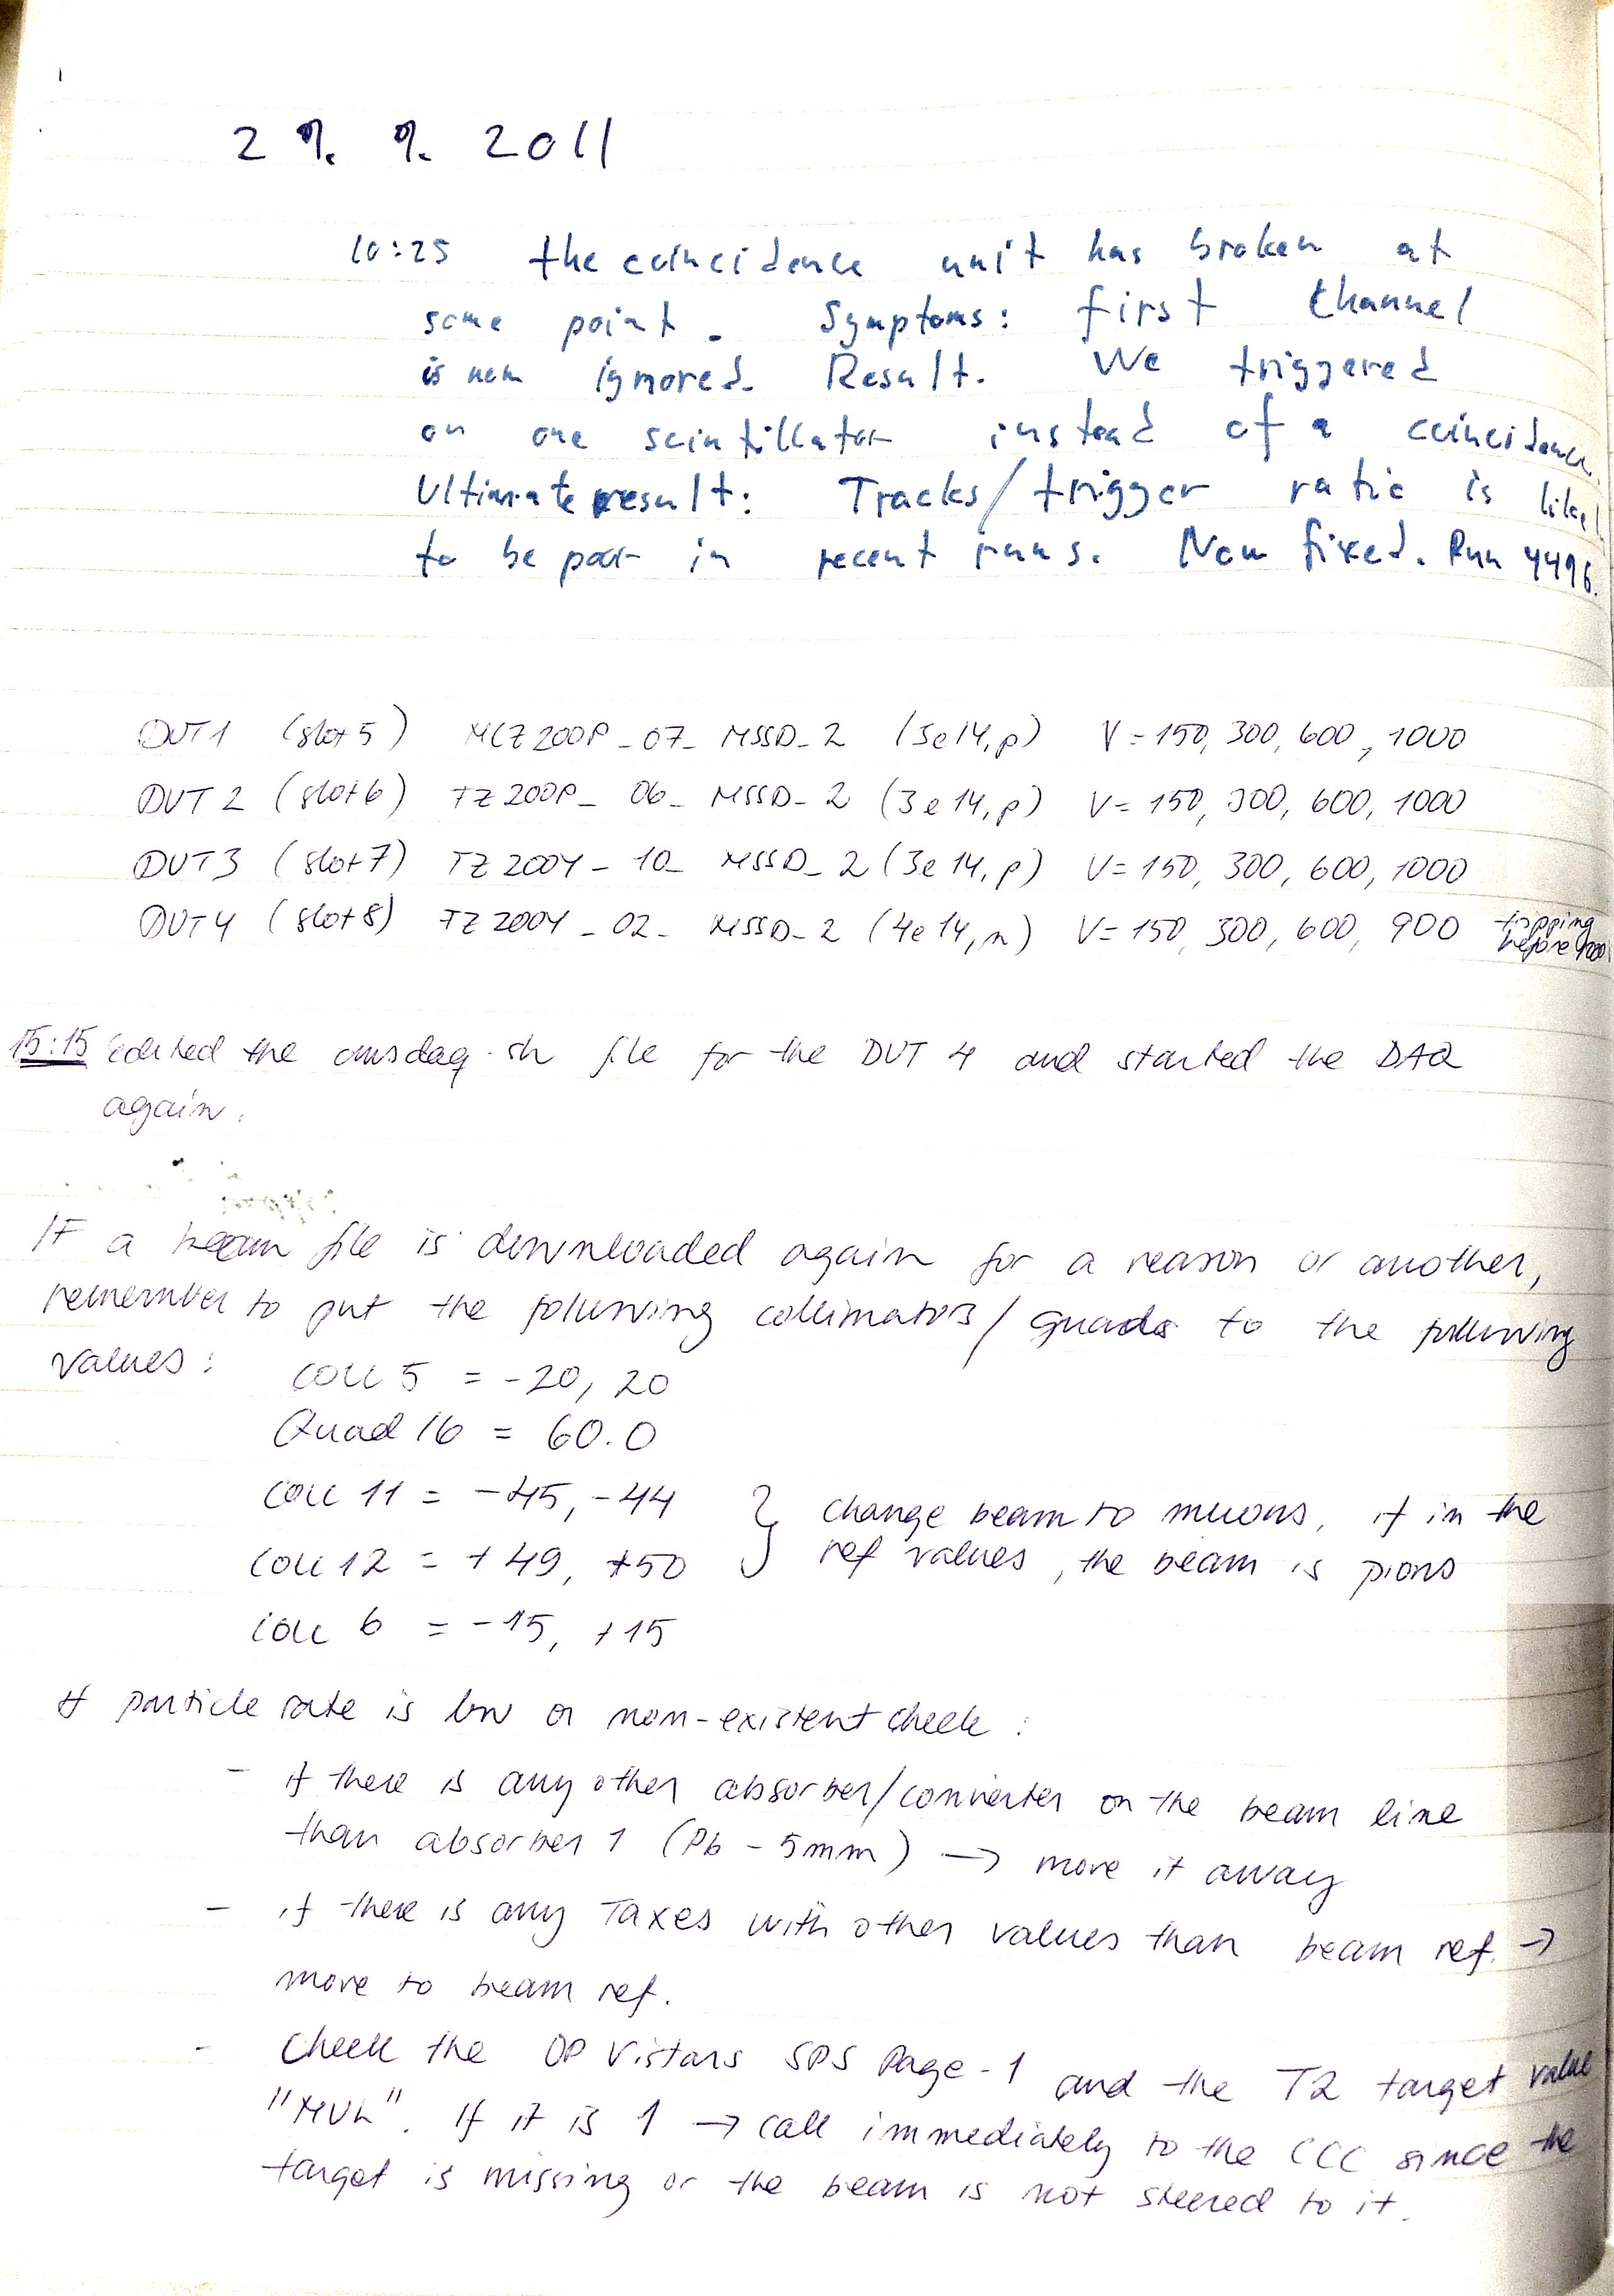 29. 9. 2011
10:25 the coincidence unit has broken at
some point. Symptoms: first channel
is now ignored. Result. We triggered
on one scintillator instead of a coincidence.
Ultimate result: Tracks/trigger ratio is likel
to be poor in recent runs. Now fixed. Run 4496.
DUT1 (slot 5) MCZ200P_07_MSSD_2 (3e14,p) V=150, 300, 600, 1000
DUT2 (slot 6) FZ200P_06_MSSD_2 (3e14,p) V=150, 300, 600, 1000
DUT3 (slot 7) FZ200Y_10_MSSD_2 (3e14,p) V=150, 300, 600, 1000
DUT4 (slot 8) FZ200Y_02_MSSD_2 (4e14,n) V=150, 300, 600, 900 tripping
before 1000
15:15 edited the cmsdaq.sh file for the DUT 4 and started the DAQ
again.
If a beam file is downloaded again for a reason or another,
remember to put the following collimators/quads to the following
values:
coll 5 = -20, 20
Quad 16 = 60.0
coll 11 = -45, -44 } change beam to muons, if in the
coll 12 = +49, +50 ref values, the beam is pions
coll 6 = -15, +15
If particle rate is low or non-existent check:
- if there is any other absorber/converter on the beam line
than absorber 1 (Pb - 5mm) → move it away
- if there is any Taxes with other values than beam ref. →
move to beam ref.
- Check the OP Vistars SPS Page-1 and the T2 target value
"MUL". If it is 1 → call immediately to the CCC since the
target is missing or the beam is not steered to it.